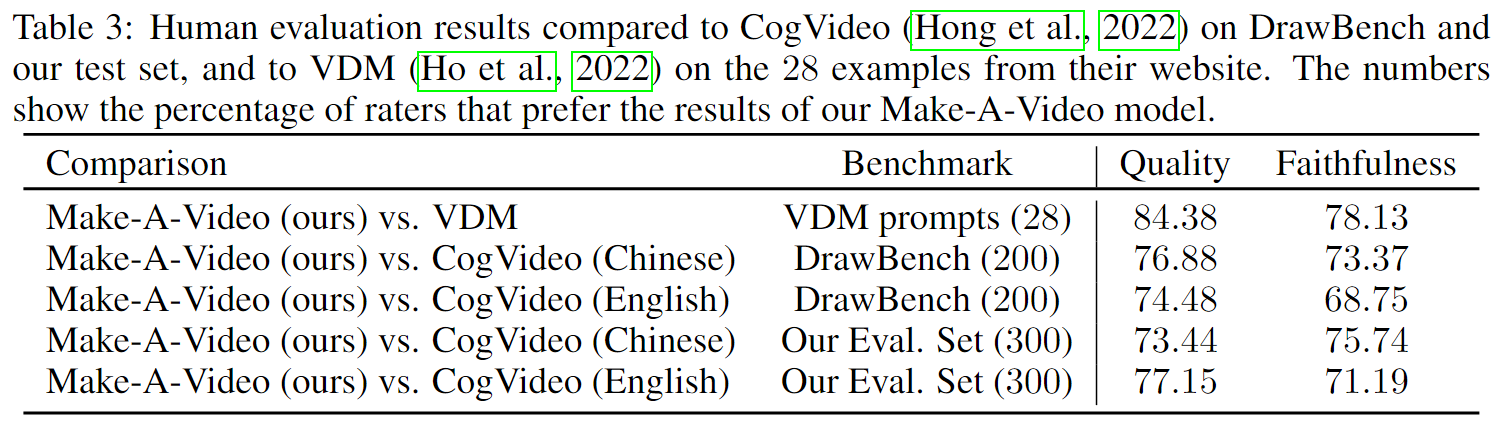 Table 3: Human evaluation results compared to CogVideo (Hong et al., 2022) on DrawBench and
our test set, and to VDM (Ho et al., 2022) on the 28 examples from their website. The numbers
show the percentage of raters that prefer the results of our Make-A-Video model.
Comparison Benchmark Quality Faithfulness
Make-A-Video (ours) vs. VDM VDM prompts (28) 84.38 78.13
Make-A-Video (ours) vs. CogVideo (Chinese) DrawBench (200) 76.88 73.37
Make-A-Video (ours) vs. CogVideo (English) DrawBench (200) 74.48 68.75
Make-A-Video (ours) vs. CogVideo (Chinese) Our Eval. Set (300) 73.44 75.74
Make-A-Video (ours) vs. CogVideo (English) Our Eval. Set (300) 77.15 71.19